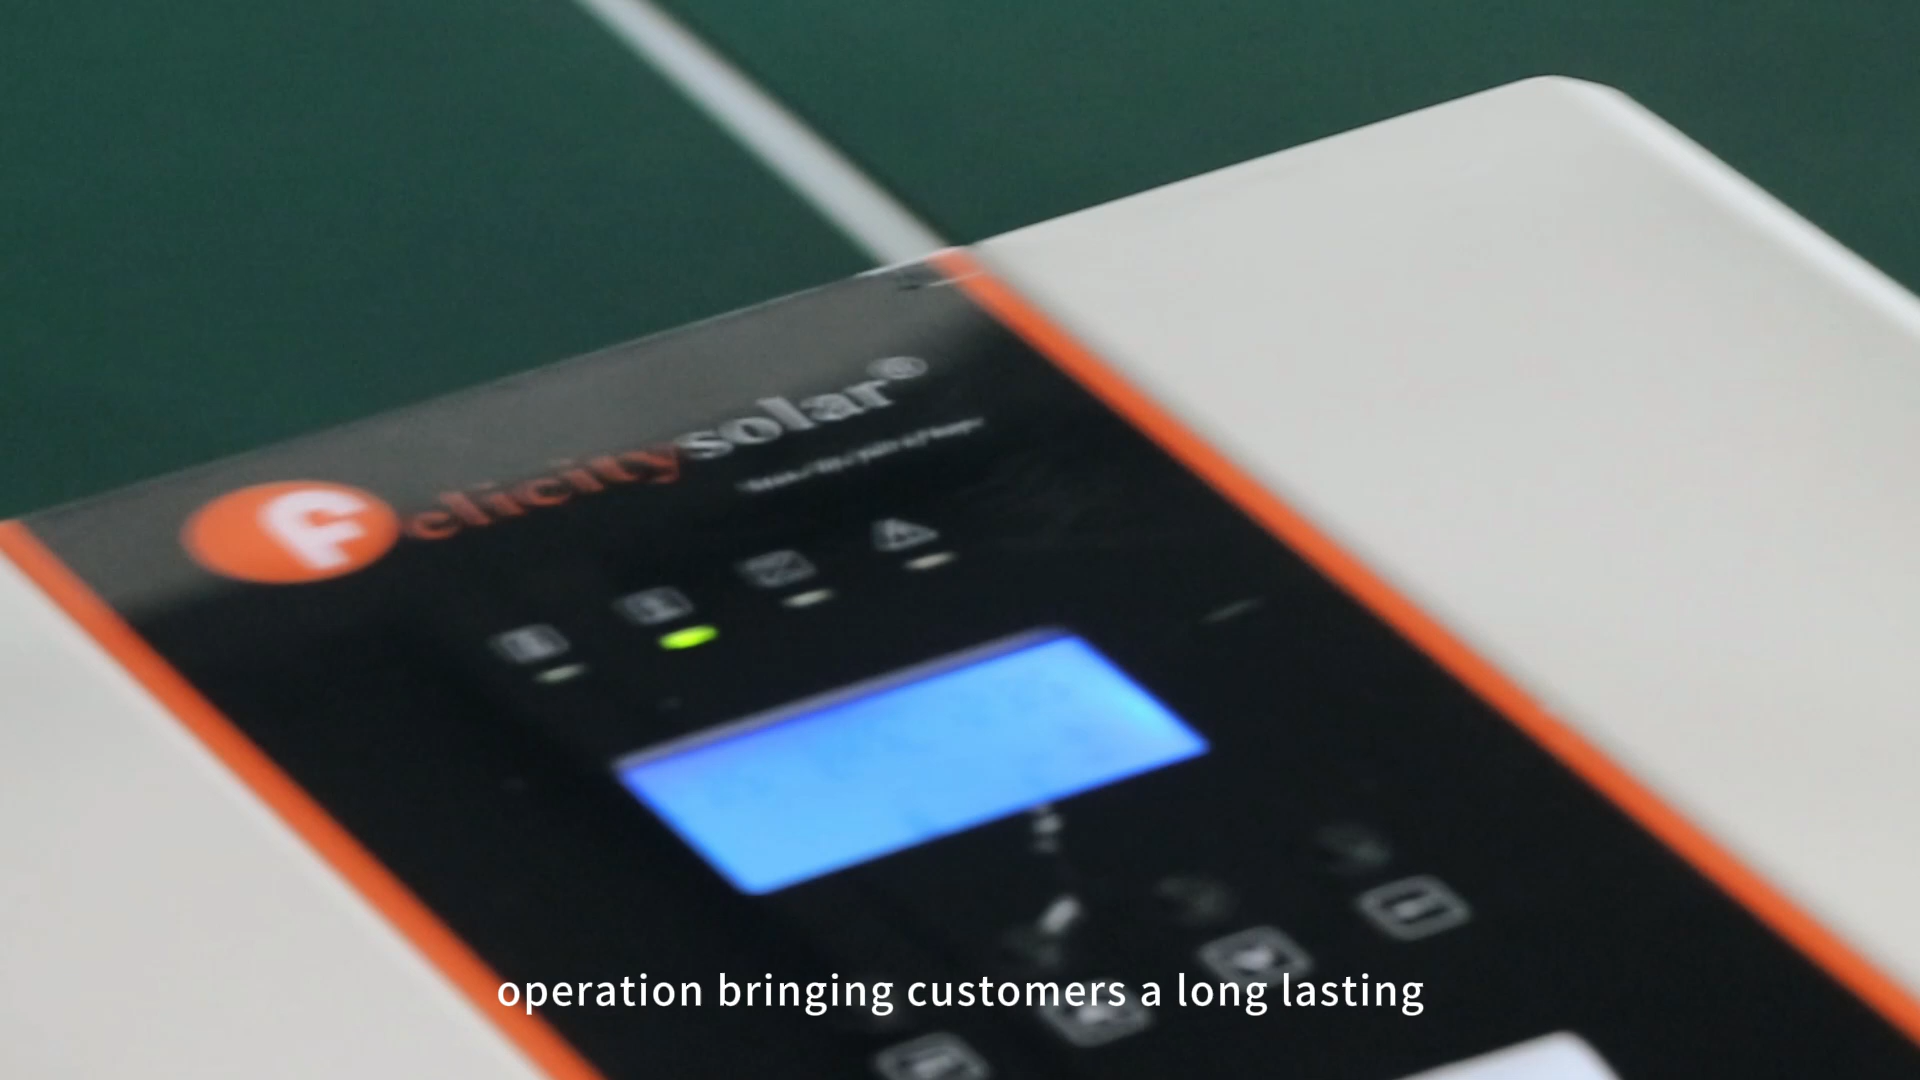 felicitysolar®
operation bringing customers a long lasting